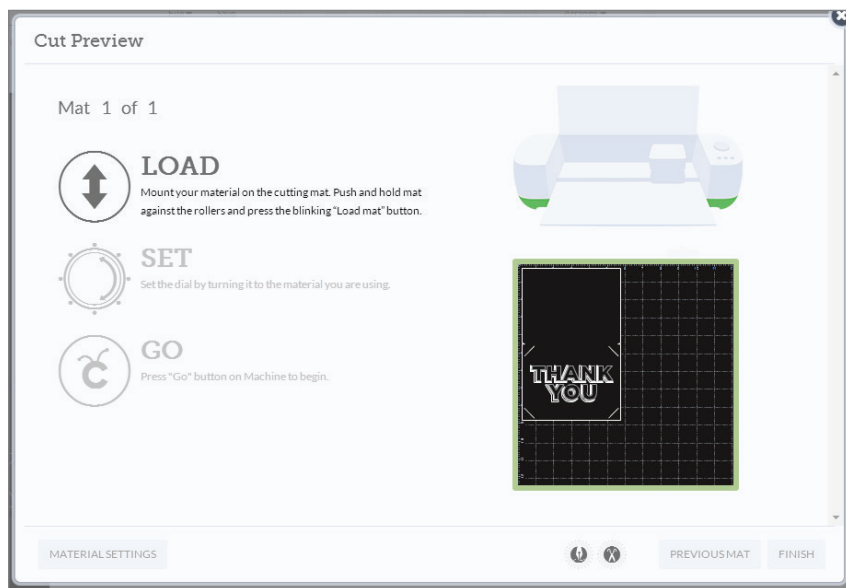 Cut Preview
Mat 1 of 1
LOAD
Mount your material on the cutting mat. Push and hold mat
against the rollers and press the blinking "Load mat" button.
SET
Set the dial by turning it to the material you are using.
GO
Press "Go" button on Machine to begin.
THANK
YOU
MATERIAL SETTINGS
PREVIOUS MAT
FINISH